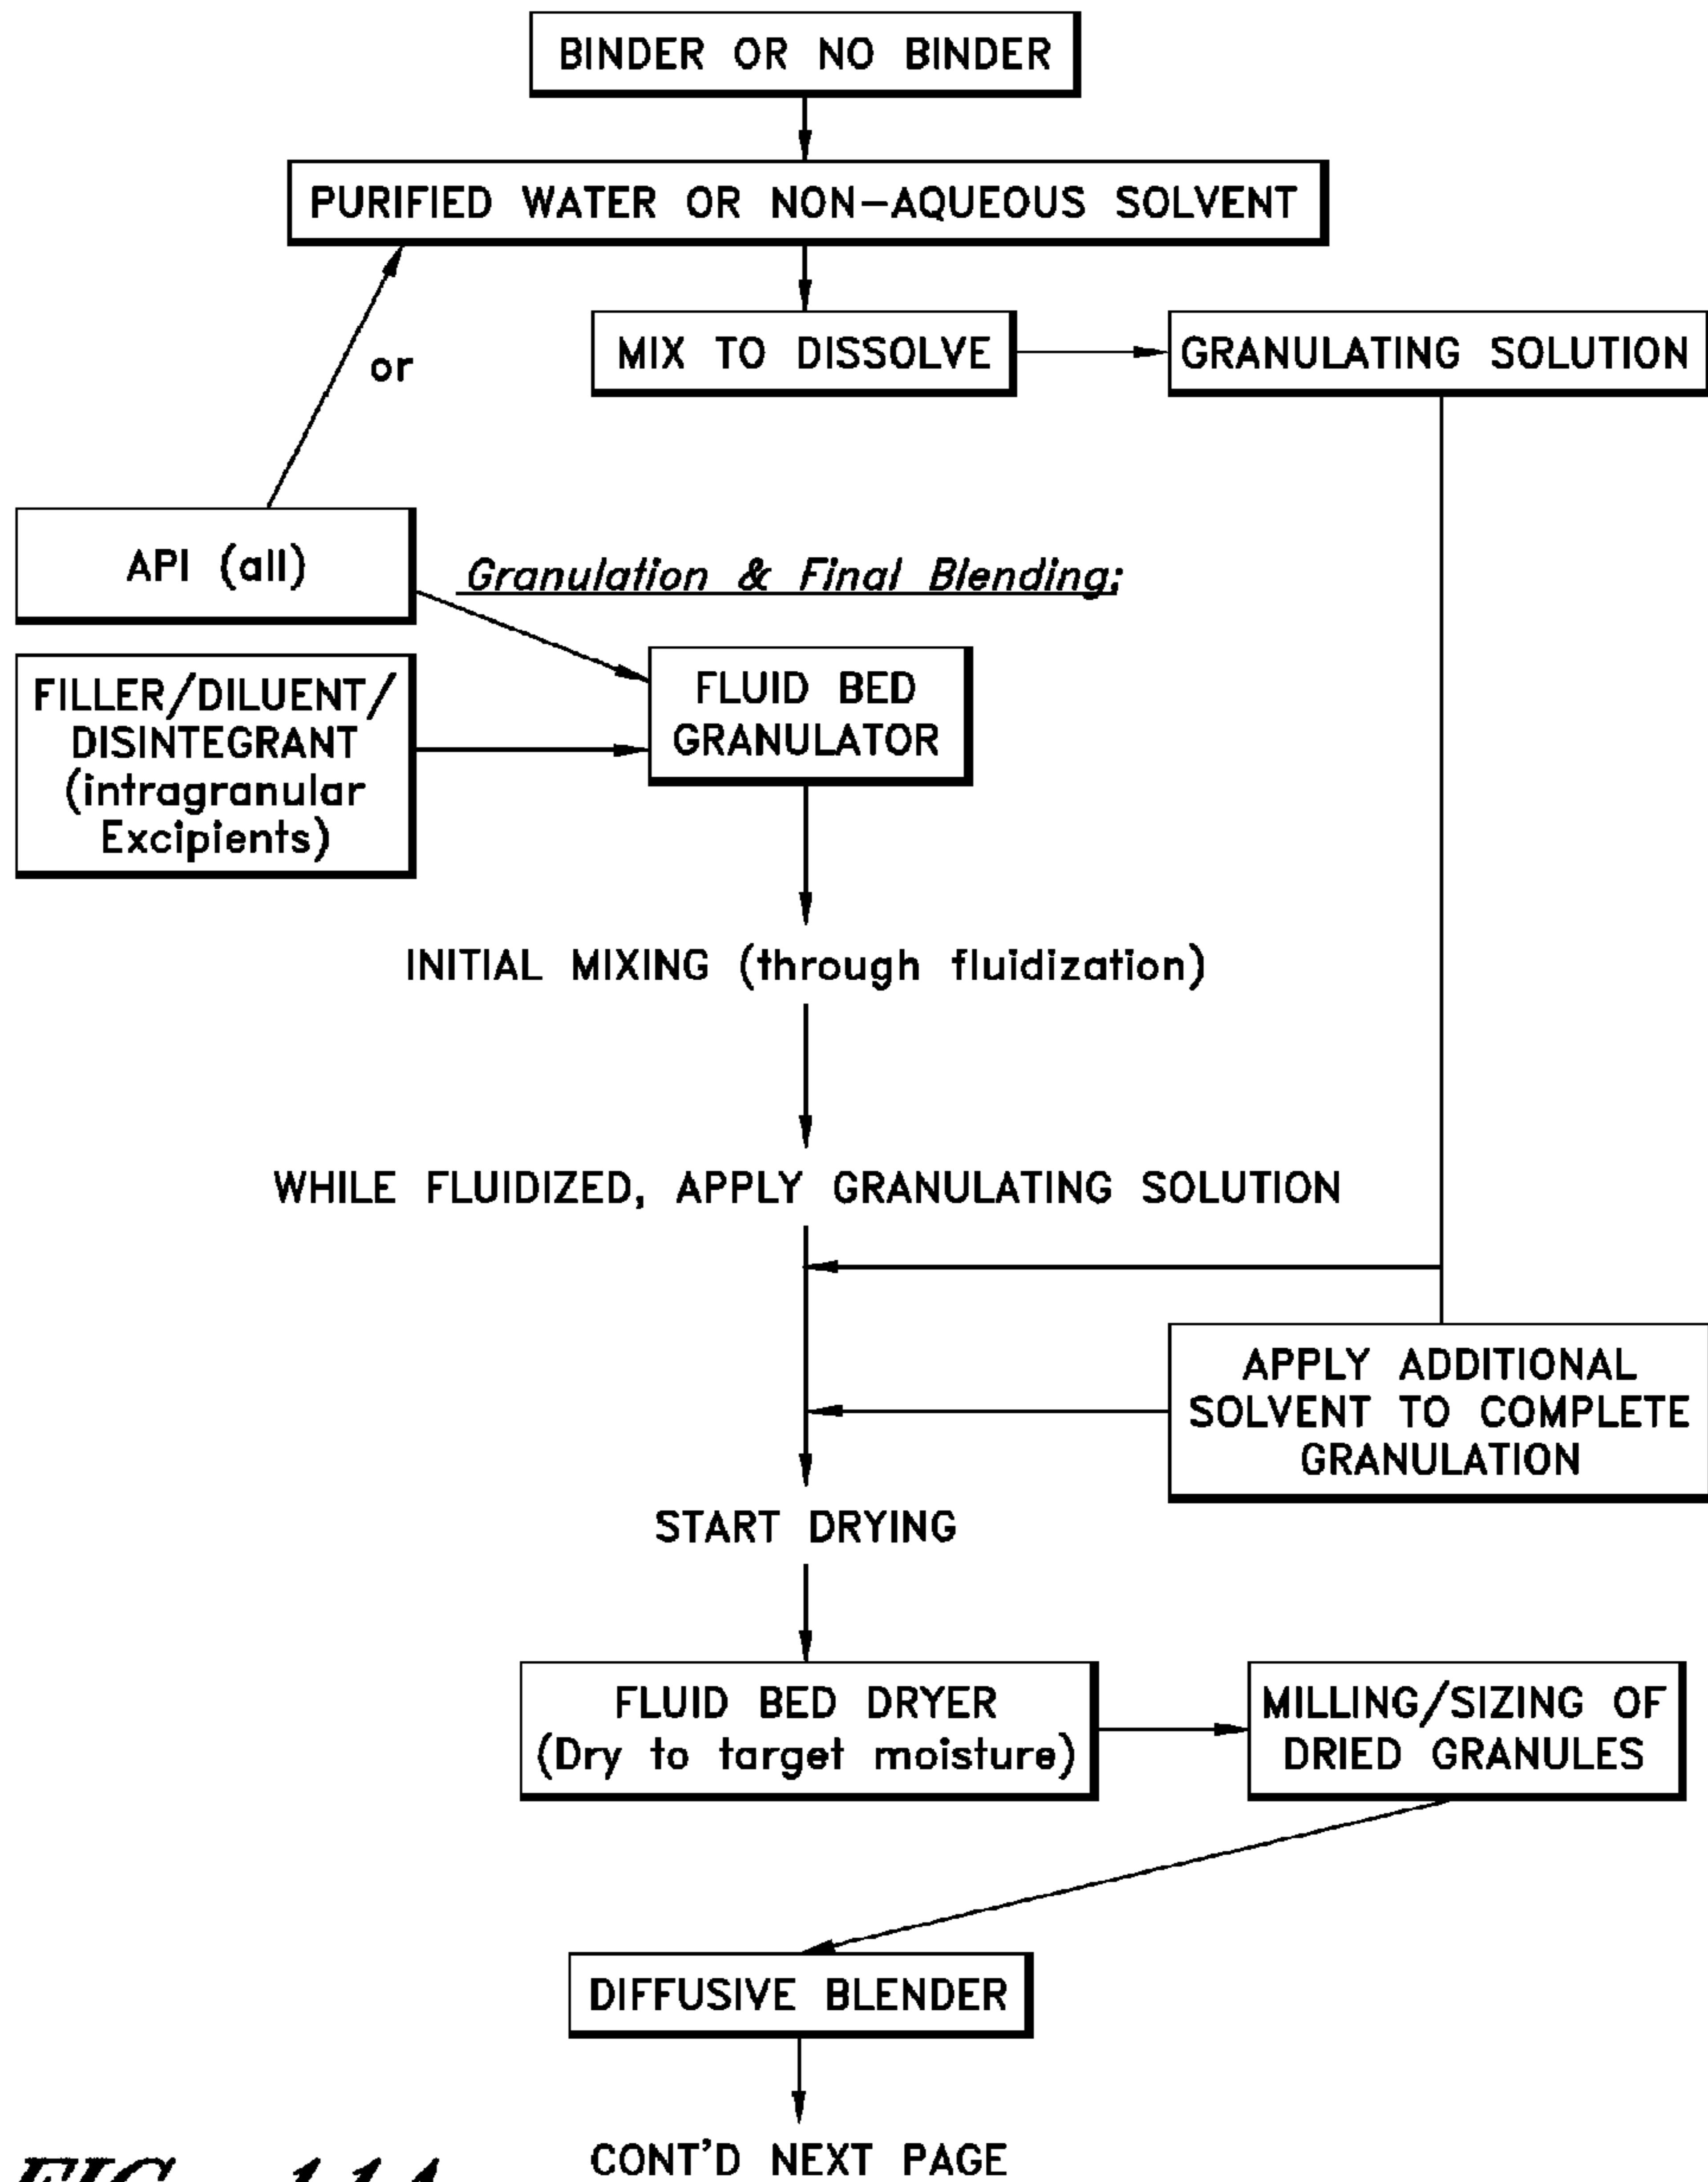 BINDER OR NO BINDER
PURIFIED WATER OR NON-AQUEOUS SOLVENT
MIX TO DISSOLVE
GRANULATING SOLUTION
or
API (all)
Granulation & Final Blending:
FILLER/DILUENT/
DISINTEGRANT
(intragranular
Excipients)
FLUID BED
GRANULATOR
INITIAL MIXING (through fluidization)
WHILE FLUIDIZED, APPLY GRANULATING SOLUTION
APPLY ADDITIONAL
SOLVENT TO COMPLETE
GRANULATION
START DRYING
FLUID BED DRYER
(Dry to target moisture)
MILLING/SIZING OF
DRIED GRANULES
DIFFUSIVE BLENDER
CONT'D NEXT PAGE